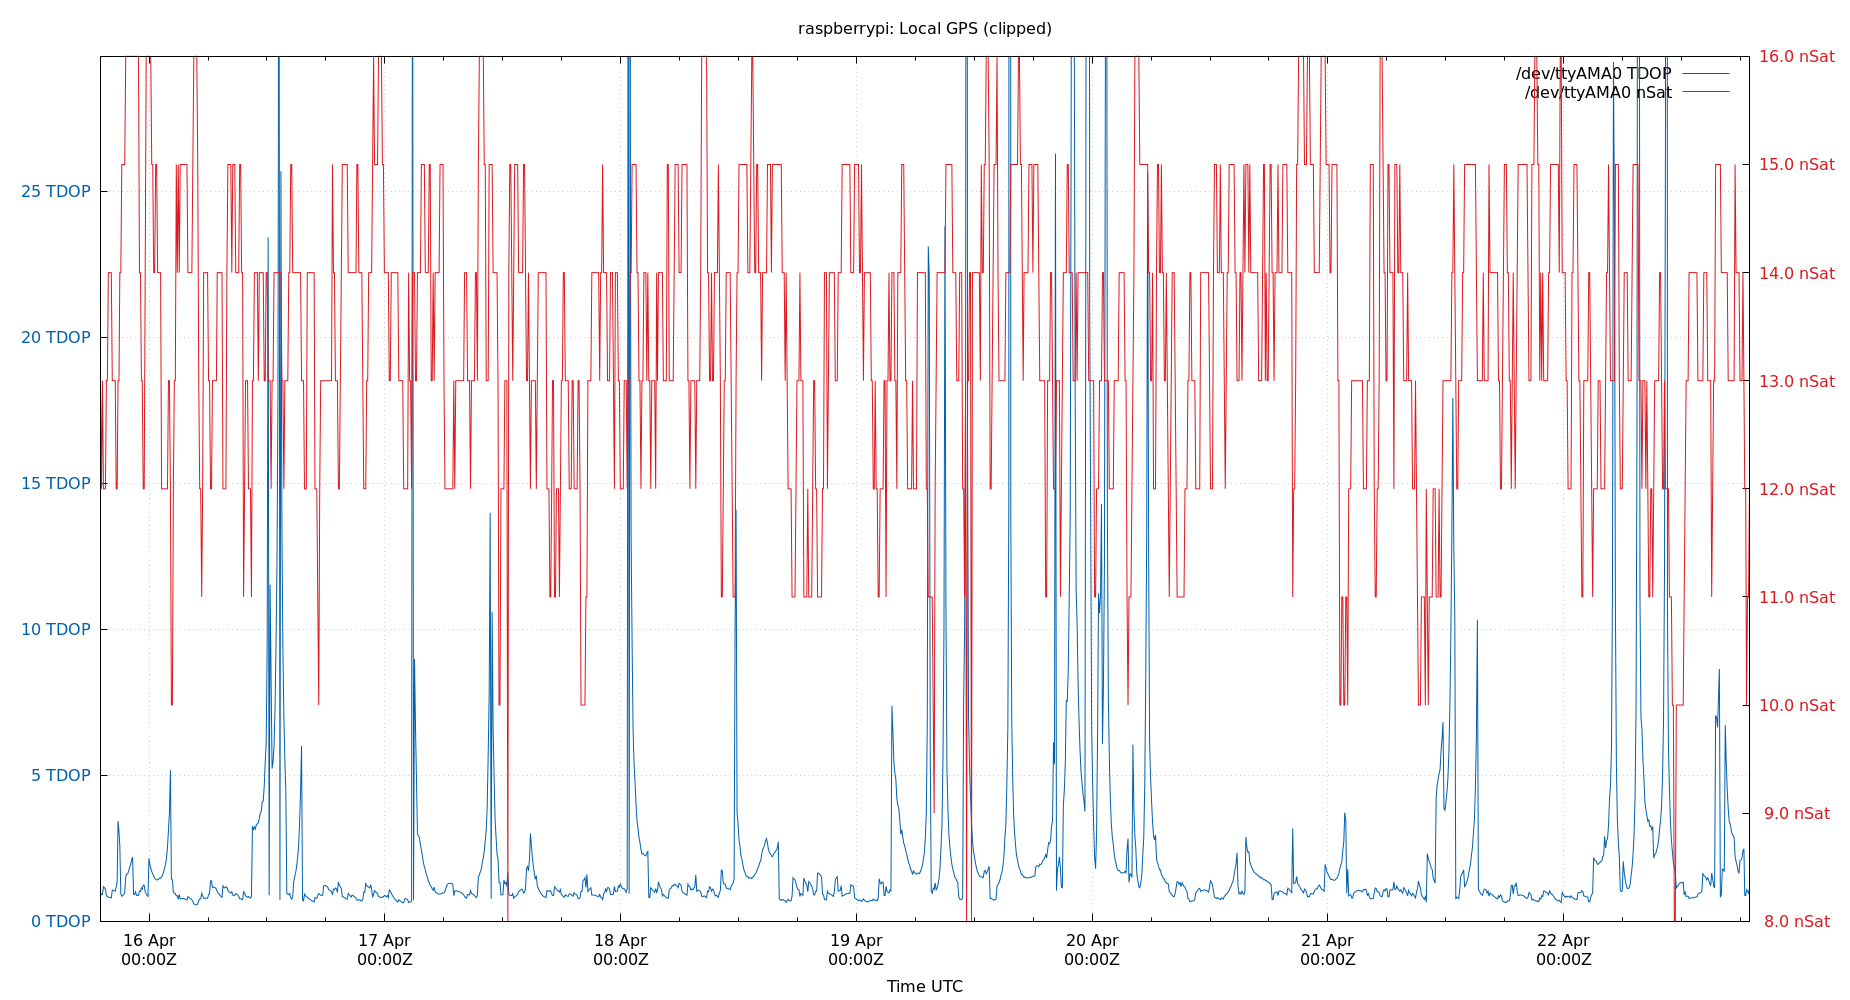 raspberrypi: Local GPS (clipped)
16.0 nSat
/dev/ttyAMA0 TDOP
/dev/ttyAMA0 nSat
15.0 nSat
25 TDOP
14.0 nSat
20 TDOP
13.0 nSat
15 TDOP
12.0 nSat
11.0 nSat
10 TDOP
10.0 nSat
5 TDOP
9.0 nSat
0 TDOP
8.0 nSat
16 Apr 17 Apr 18 Apr 19 Apr 20 Apr 21 Apr 22 Apr
00:00Z 00:00Z 00:00Z 00:00Z 00:00Z 00:00Z 00:00Z
Time UTC